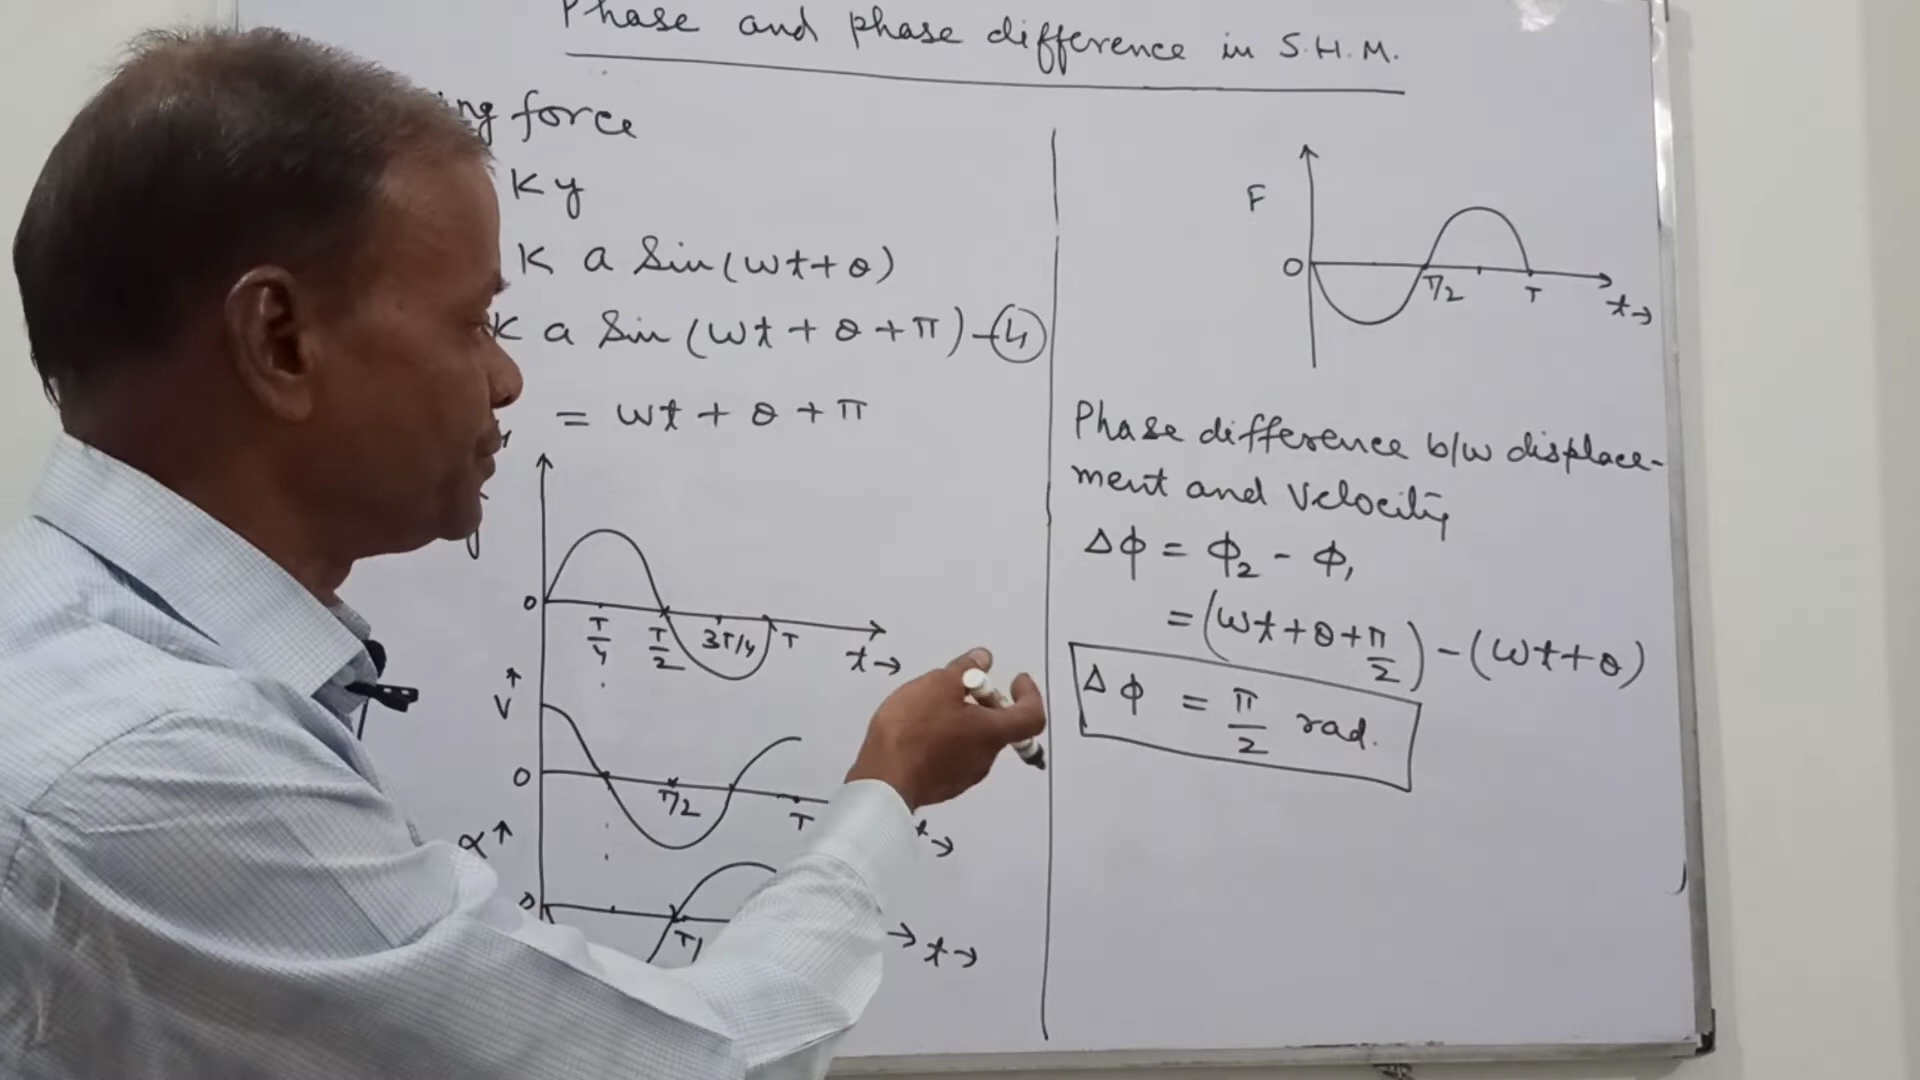 Phase and phase difference in S.H.M.
ng force
K y
K a Sin(ωt+θ)
K a Sin (ωt + θ + π) - ④
= ωt + θ + π
y
0
T/4
T/2
3T/4
T
t→
V↑
0
T/2
T
t→
α↑
0
T/
→ t→
F
0
T/2
T
t→
Phase difference b/w displace-
ment and Velocity
Δϕ = ϕ₂ - ϕ₁
= (ωt+θ+π/2) - (ωt+θ)
Δϕ = π/2 rad.